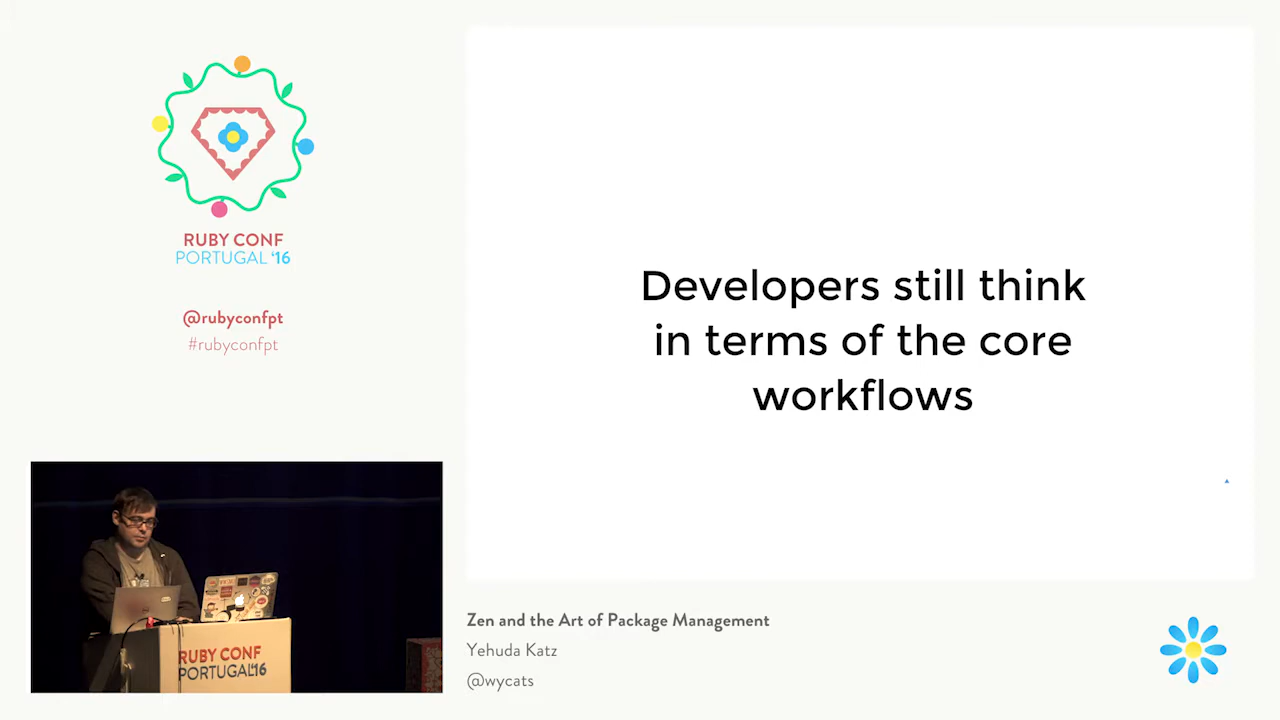 RUBY CONF
PORTUGAL ‘16
@rubyconfpt
#rubyconfpt
Developers still think
in terms of the core
workflows
RUBY CONF
PORTUGAL'16
Zen and the Art of Package Management
Yehuda Katz
@wycats